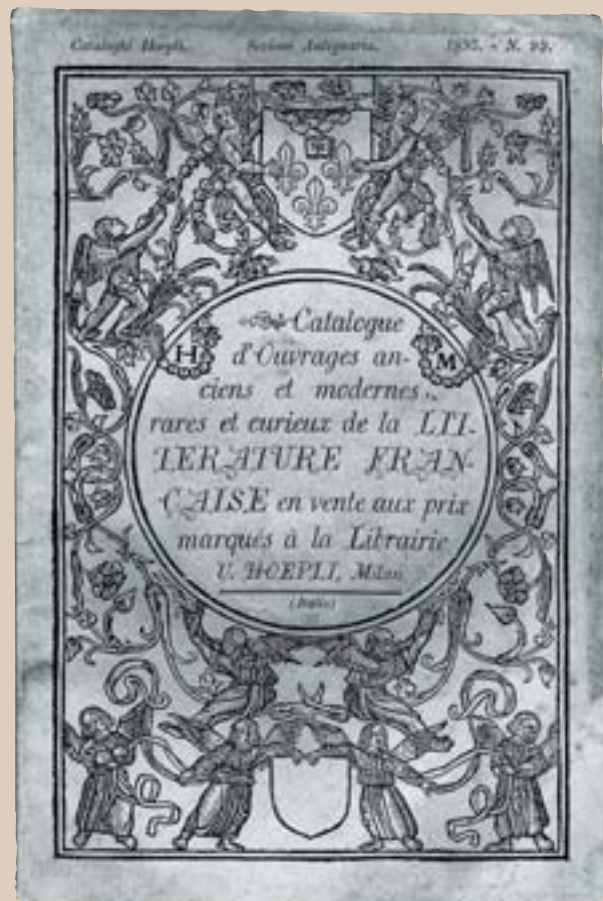 Cataloghi Hoepli. Sezione Antiquaria. N. 22.
Catalogue
H M
d'Ouvrages an-
ciens et modernes,
rares et curieux de la LIT-
TERATURE FRAN-
ÇAISE en vente aux prix
marqués à la Librairie
U. HOEPLI, Milan
(Italie)